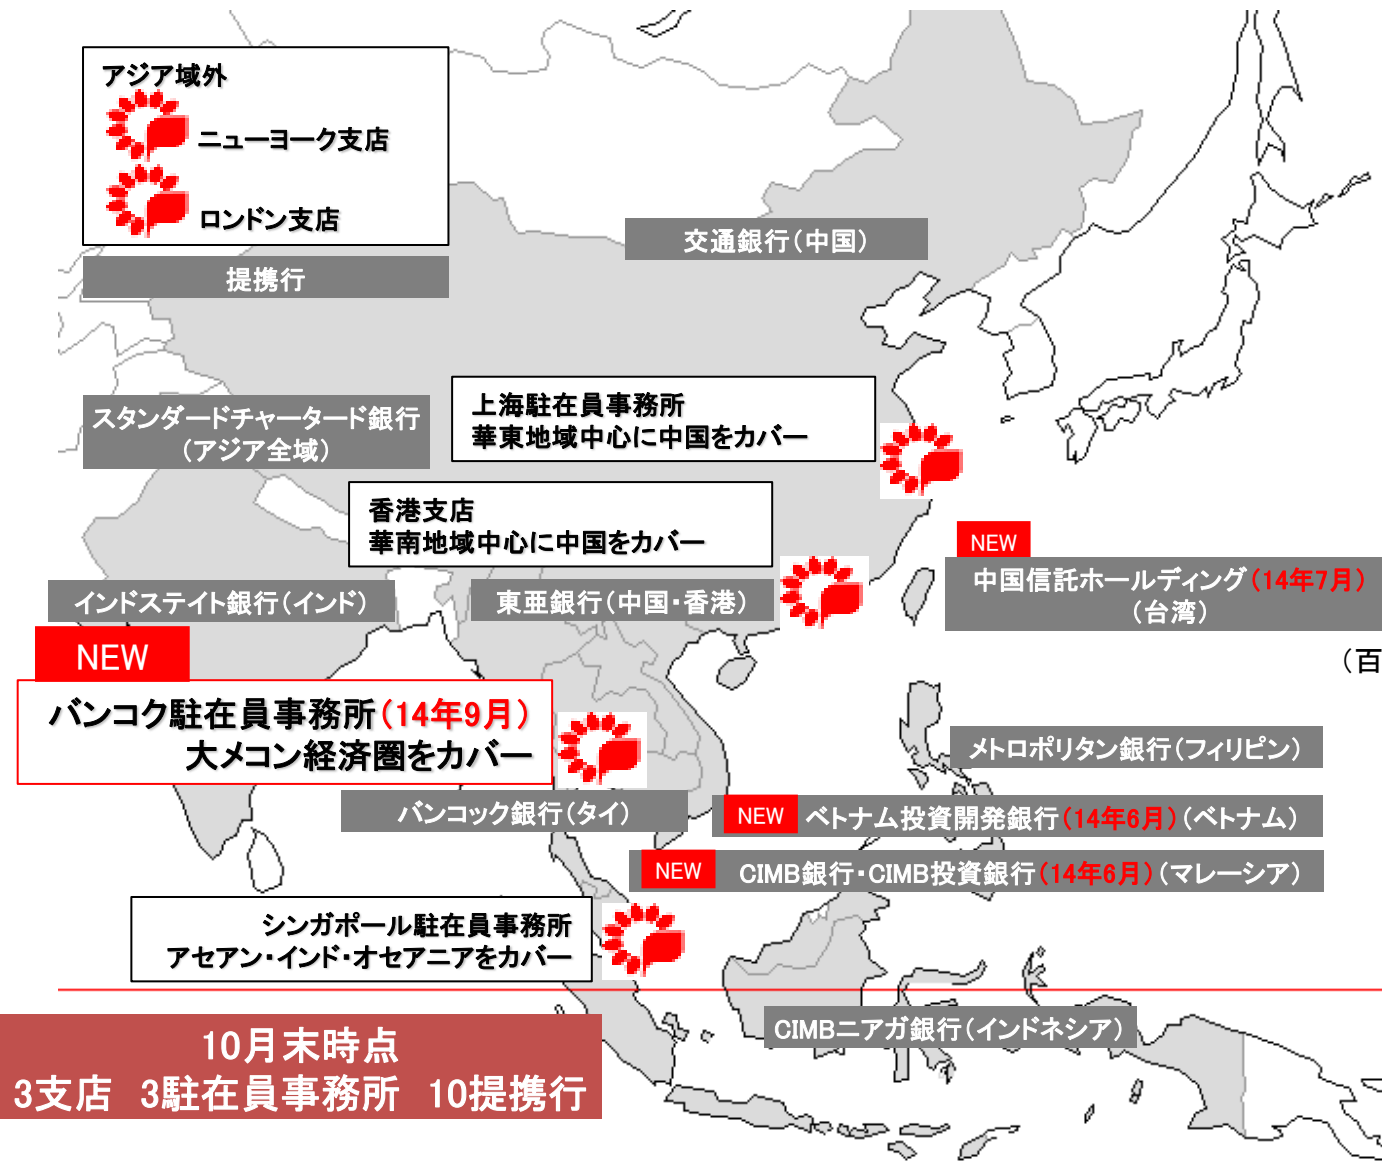 アジア域外
ニューヨーク支店
ロンドン支店
提携行
交通銀行(中国)
スタンダードチャータード銀行
(アジア全域)
上海駐在員事務所
華東地域中心に中国をカバー
香港支店
華南地域中心に中国をカバー
NEW
中国信託ホールディング(14年7月)
(台湾)
インドステイト銀行(インド)
東亜銀行(中国・香港)
(百
NEW
バンコク駐在員事務所(14年9月)
大メコン経済圏をカバー
メトロポリタン銀行(フィリピン)
バンコック銀行(タイ)
NEW ベトナム投資開発銀行(14年6月)(ベトナム)
NEW CIMB銀行・CIMB投資銀行(14年6月)(マレーシア)
シンガポール駐在員事務所
アセアン・インド・オセアニアをカバー
CIMBニアガ銀行(インドネシア)
10月末時点
3支店 3駐在員事務所 10提携行